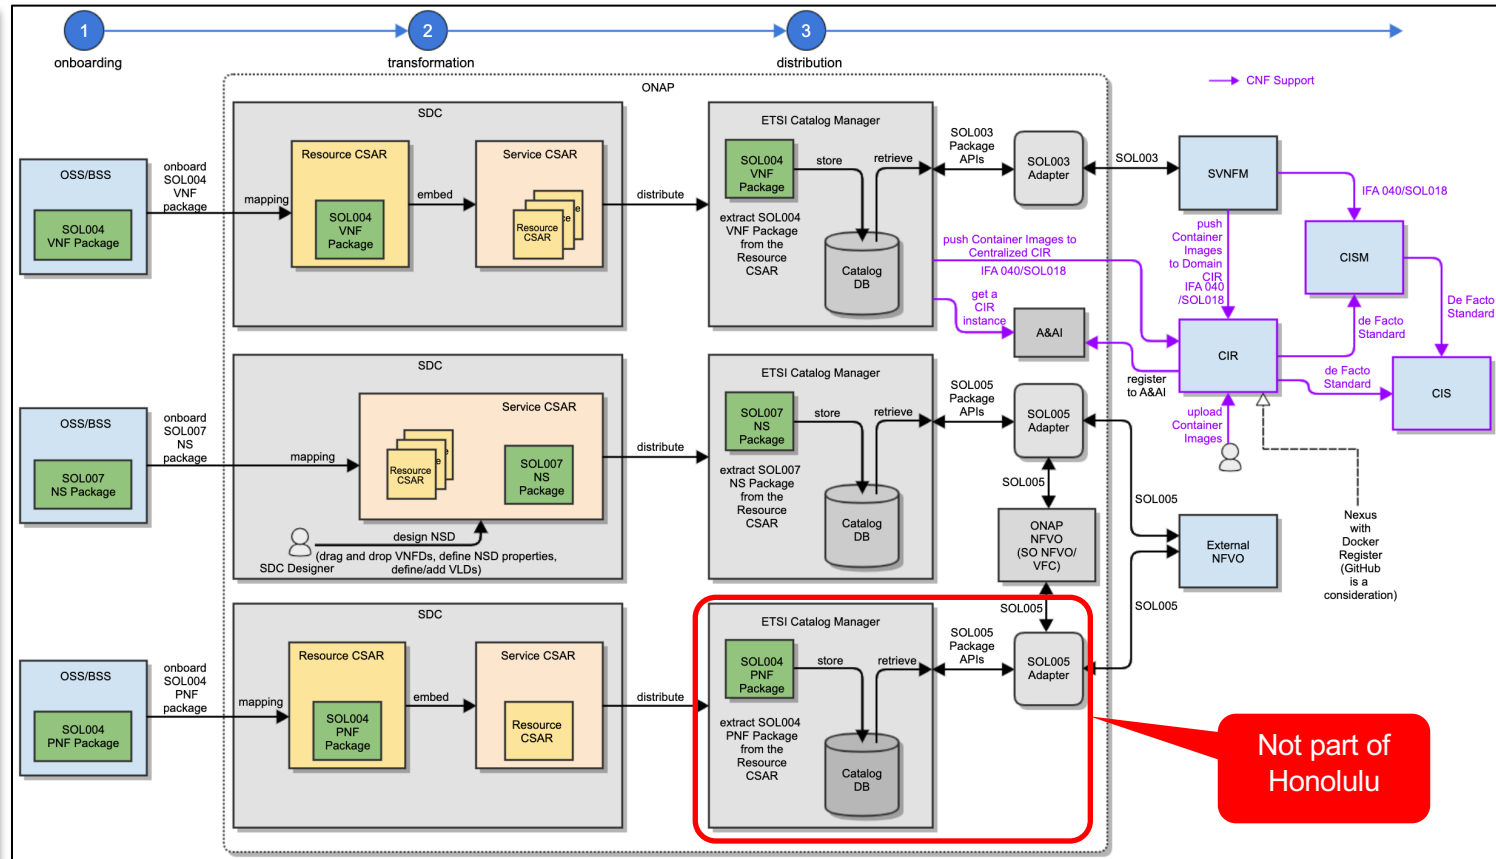 1
2
3
onboarding
transformation
distribution
ONAP
CNF Support
SDC
Resource CSAR
Service CSAR
OSS/BSS
SOL004
VNF Package
onboard
SOL004
VNF
package
mapping
SOL004
VNF
Package
embed
Resource
CSAR
distribute
ETSI Catalog Manager
SOL004
VNF
Package
store
retrieve
extract SOL004
VNF Package
from the
Resource
CSAR
Catalog
DB
SOL003
Package
APIs
SOL003
Adapter
SOL003
SVNFM
IFA 040/SOL018
push Container Images to
Centralized CIR
IFA 040/SOL018
get a
CIR
instance
A&AI
push
Container
Images
to Domain
CIR
IFA 040
/SOL018
CISM
De Facto
Standard
de Facto
Standard
CIR
register
to A&AI
de Facto
Standard
CIS
upload
Container
Images
SDC
Service CSAR
OSS/BSS
SOL007
NS Package
onboard
SOL007
NS
package
mapping
Resource
CSAR
SOL007
NS
Package
design NSD
(drag and drop VNFDs, define NSD properties,
define/add VLDs)
SDC Designer
distribute
ETSI Catalog Manager
SOL007
NS
Package
store
retrieve
extract SOL007
NS Package
from the
Resource
CSAR
Catalog
DB
SOL005
Package
APIs
SOL005
Adapter
SOL005
ONAP
NFVO
(SO NFVO/
VFC)
SOL005
SOL005
External
NFVO
SOL005
Nexus
with
Docker
Register
(GitHub
is a
consideration)
SDC
Resource CSAR
Service CSAR
OSS/BSS
SOL004
PNF Package
onboard
SOL004
PNF
package
mapping
SOL004
PNF
Package
embed
Resource
CSAR
distribute
ETSI Catalog Manager
SOL004
PNF
Package
store
retrieve
extract SOL004
PNF Package
from the
Resource
CSAR
Catalog
DB
SOL005
Package
APIs
SOL005
Adapter
Not part of
Honolulu